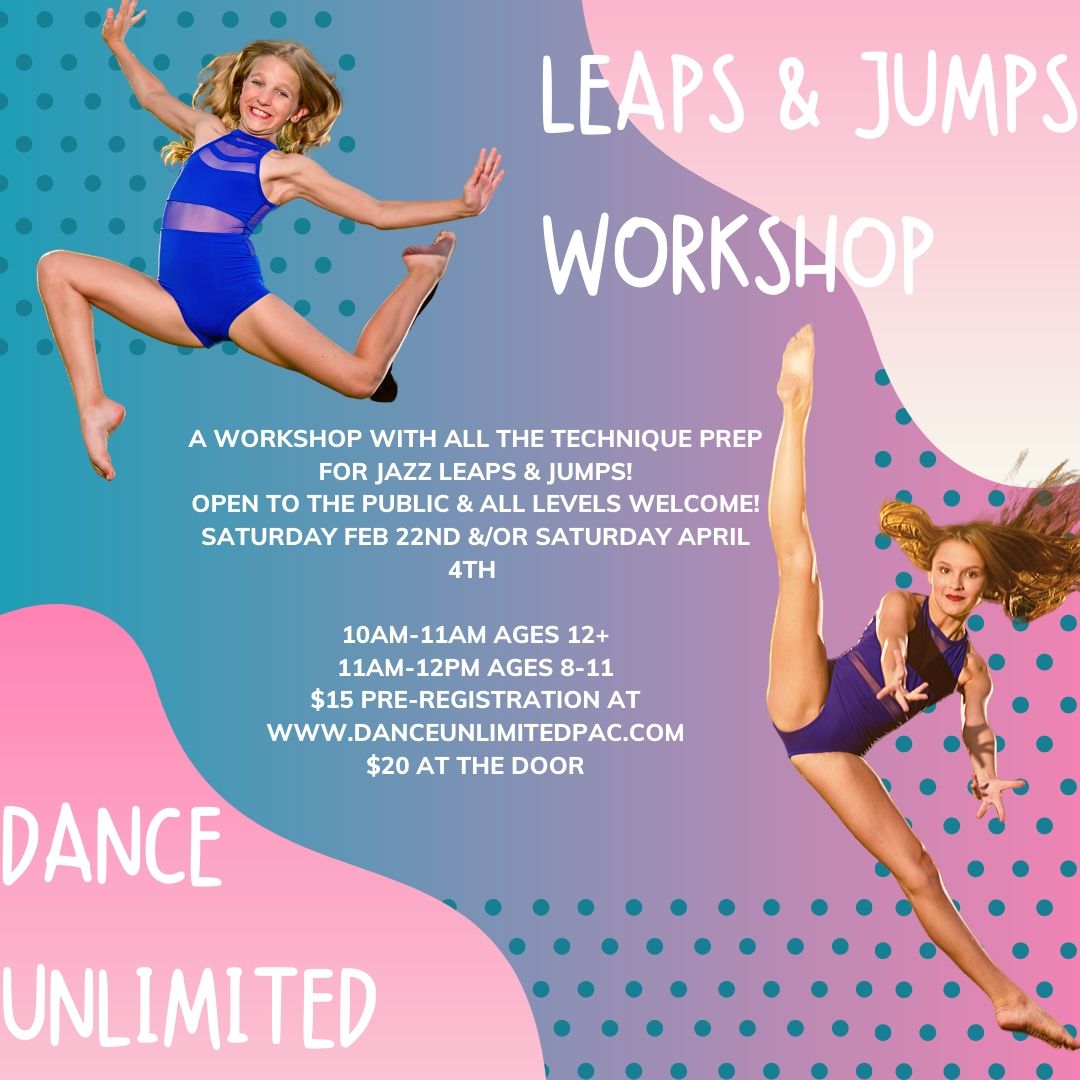 LEAPS & JUMPS
WORKSHOP
A WORKSHOP WITH ALL THE TECHNIQUE PREP
FOR JAZZ LEAPS & JUMPS!
OPEN TO THE PUBLIC & ALL LEVELS WELCOME!
SATURDAY FEB 22ND &/OR SATURDAY APRIL
4TH
10AM-11AM AGES 12+
11AM-12PM AGES 8-11
$15 PRE-REGISTRATION AT
WWW.DANCEUNLIMITEDPAC.COM
$20 AT THE DOOR
DANCE
UNLIMITED